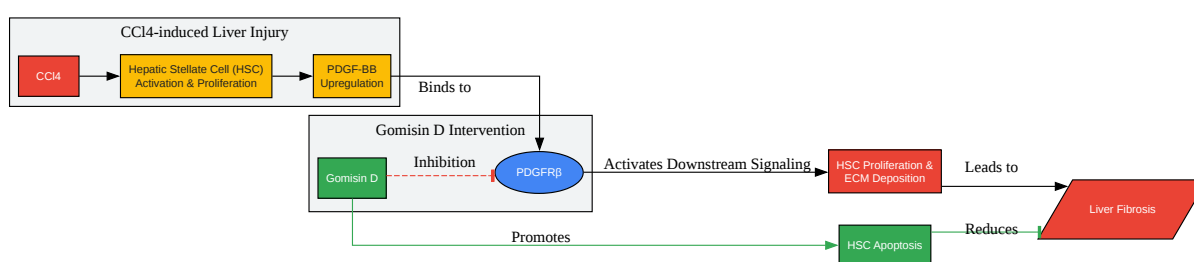 CCl4-induced Liver Injury
CCl4
Hepatic Stellate Cell (HSC)
Activation & Proliferation
PDGF-BB
Upregulation
Binds to
Gomisin D Intervention
Gomisin D
Inhibition
PDGFRβ
Activates Downstream Signaling
HSC Proliferation &
ECM Deposition
Leads to
Liver Fibrosis
Promotes
HSC Apoptosis
Reduces